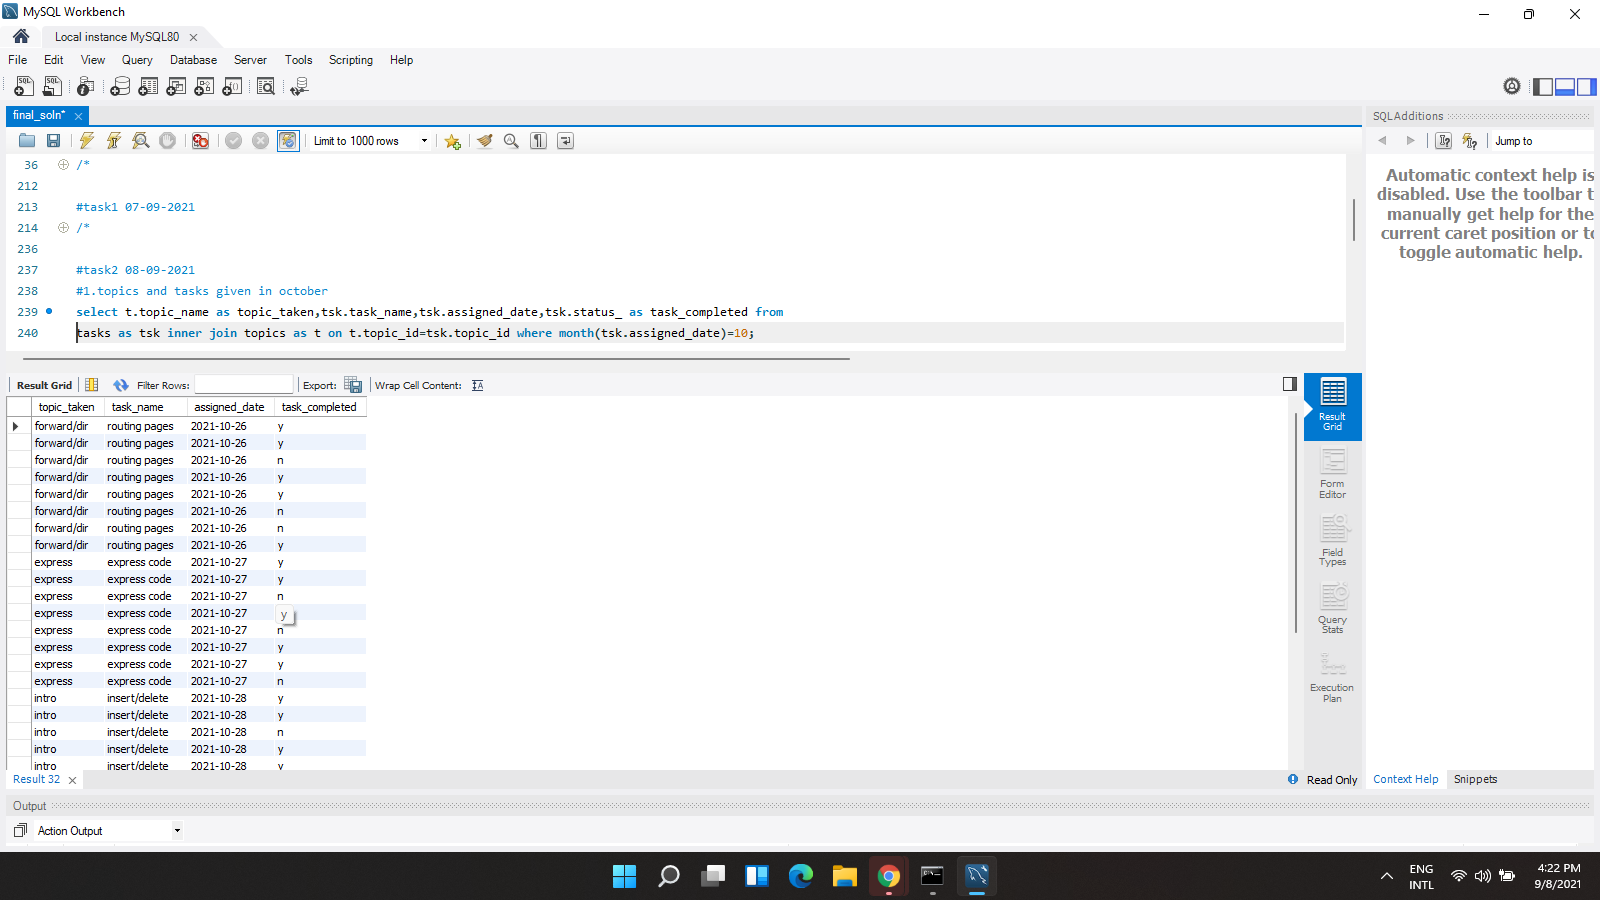 MySQL Workbench
Local instance MySQL80
File Edit View Query Database Server Tools Scripting Help
final_soln*
SQLAdditions
Limit to 1000 rows
Jump to
36 /*
212
213 #task1 07-09-2021
214 /*
236
237 #task2 08-09-2021
238 #1.topics and tasks given in october
239 select t.topic_name as topic_taken,tsk.task_name,tsk.assigned_date,tsk.status_ as task_completed from
240 tasks as tsk inner join topics as t on t.topic_id=tsk.topic_id where month(tsk.assigned_date)=10;
Automatic context help is
disabled. Use the toolbar t
manually get help for the
current caret position or to
toggle automatic help.
Result Grid Filter Rows: Export: Wrap Cell Content:
topic_taken task_name assigned_date task_completed
forward/dir routing pages 2021-10-26 y
forward/dir routing pages 2021-10-26 y
forward/dir routing pages 2021-10-26 n
forward/dir routing pages 2021-10-26 y
forward/dir routing pages 2021-10-26 y
forward/dir routing pages 2021-10-26 n
forward/dir routing pages 2021-10-26 n
forward/dir routing pages 2021-10-26 y
express express code 2021-10-27 y
express express code 2021-10-27 y
express express code 2021-10-27 n
express express code 2021-10-27 y
express express code 2021-10-27 n
express express code 2021-10-27 y
express express code 2021-10-27 y
express express code 2021-10-27 n
intro insert/delete 2021-10-28 y
intro insert/delete 2021-10-28 y
intro insert/delete 2021-10-28 n
intro insert/delete 2021-10-28 y
intro insert/delete 2021-10-28 y
Result
Grid
Form
Editor
Field
Types
Query
Stats
Execution
Plan
Result 32
Read Only
Context Help Snippets
Output
Action Output
ENG
INTL
4:22 PM
9/8/2021